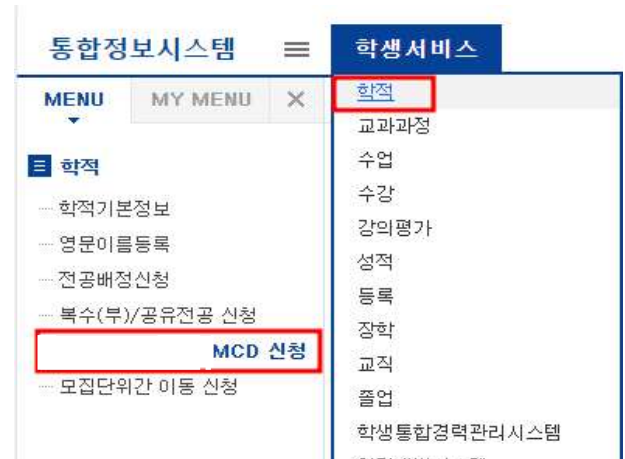 통합정보시스템
학생서비스
MENU
MY MENU
학적
학적기본정보
영문이름등록
전공배정신청
복수(부)/공유전공 신청
MCD 신청
모집단위간 이동 신청
학적
교과과정
수업
수강
강의평가
성적
등록
장학
교직
졸업
학생통합경력관리시스템